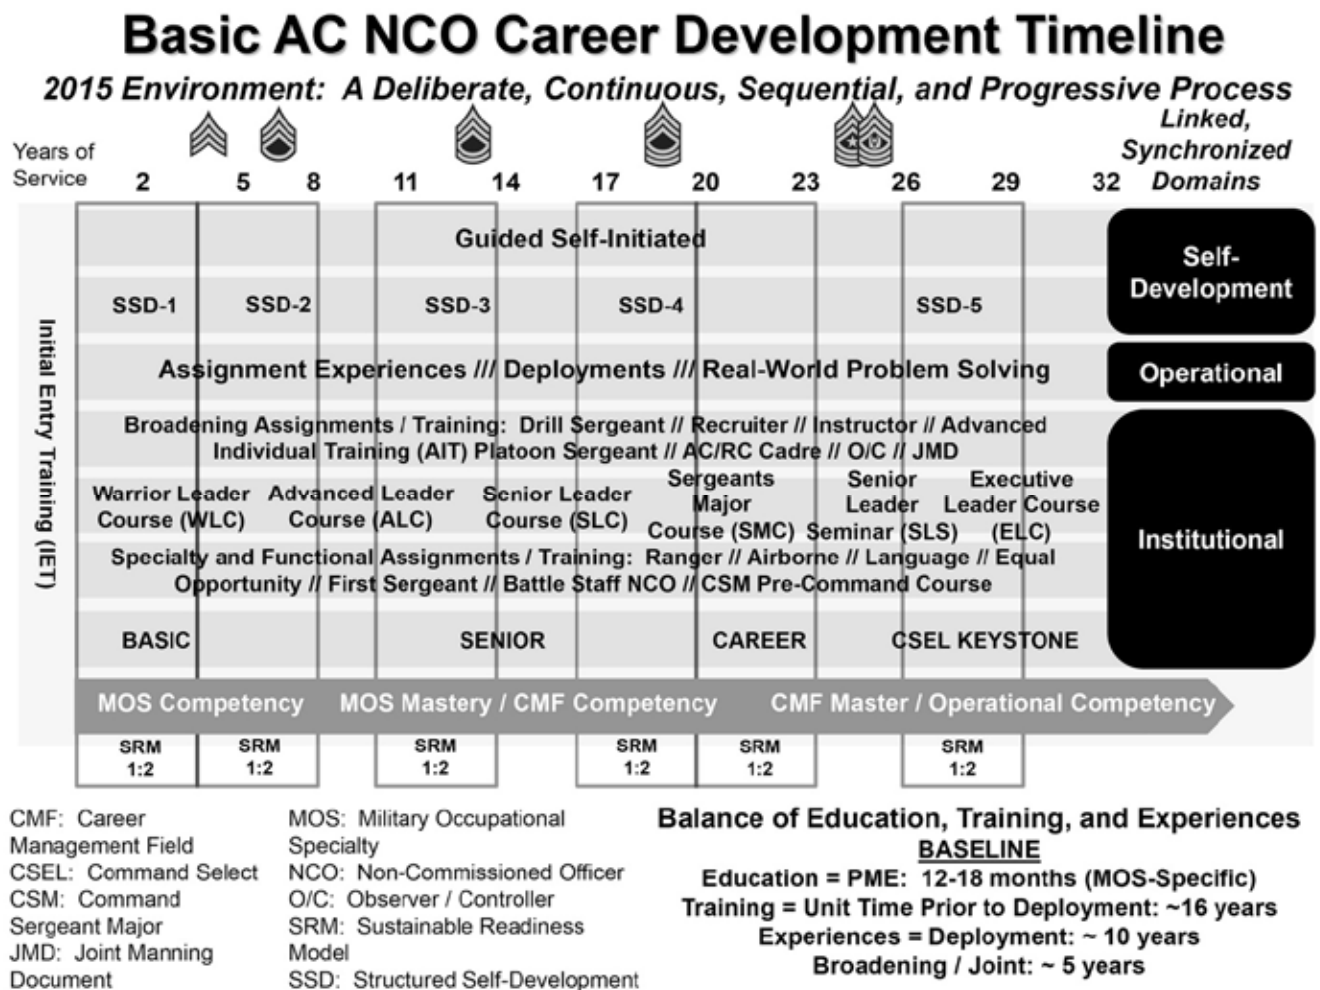 Basic AC NCO Career Development Timeline
2015 Environment: A Deliberate, Continuous, Sequential, and Progressive Process
Linked,
Synchronized
Domains
Years of
Service
2 5 8 11 14 17 20 23 26 29 32
Initial Entry Training (IET)
Guided Self-Initiated
SSD-1 SSD-2 SSD-3 SSD-4 SSD-5
Self-
Development
Assignment Experiences /// Deployments /// Real-World Problem Solving
Operational
Broadening Assignments / Training: Drill Sergeant // Recruiter // Instructor // Advanced
Individual Training (AIT) Platoon Sergeant // AC/RC Cadre // O/C // JMD
Warrior Leader
Course (WLC)
Advanced Leader
Course (ALC)
Senior Leader
Course (SLC)
Sergeants
Major
Course (SMC)
Senior
Leader
Seminar (SLS)
Executive
Leader Course
(ELC)
Specialty and Functional Assignments / Training: Ranger // Airborne // Language // Equal
Opportunity // First Sergeant // Battle Staff NCO // CSM Pre-Command Course
BASIC SENIOR CAREER CSEL KEYSTONE
Institutional
MOS Competency MOS Mastery / CMF Competency CMF Master / Operational Competency
SRM
1:2
SRM
1:2
SRM
1:2
SRM
1:2
SRM
1:2
SRM
1:2
CMF: Career
Management Field
CSEL: Command Select
CSM: Command
Sergeant Major
JMD: Joint Manning
Document
MOS: Military Occupational
Specialty
NCO: Non-Commissioned Officer
O/C: Observer / Controller
SRM: Sustainable Readiness
Model
SSD: Structured Self-Development
Balance of Education, Training, and Experiences
BASELINE
Education = PME: 12-18 months (MOS-Specific)
Training = Unit Time Prior to Deployment: ~16 years
Experiences = Deployment: ~ 10 years
Broadening / Joint: ~ 5 years